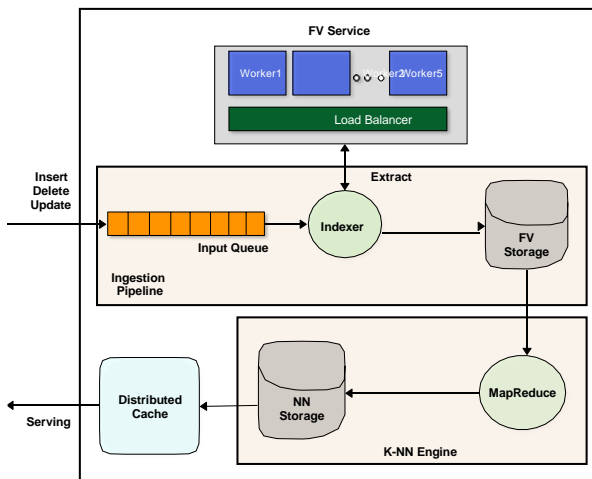 FV Service
Worker1
Worker2
Worker5
Load Balancer
Insert
Delete
Update
Extract
Indexer
Input Queue
FV
Storage
Ingestion
Pipeline
MapReduce
NN
Storage
Distributed
Cache
Serving
K-NN Engine